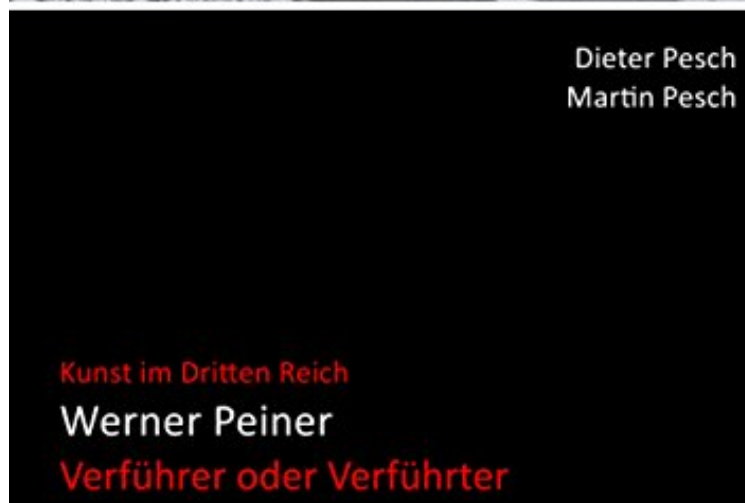 Dieter Pesch
Martin Pesch
Kunst im Dritten Reich
Werner Peiner
Verführer oder Verführter